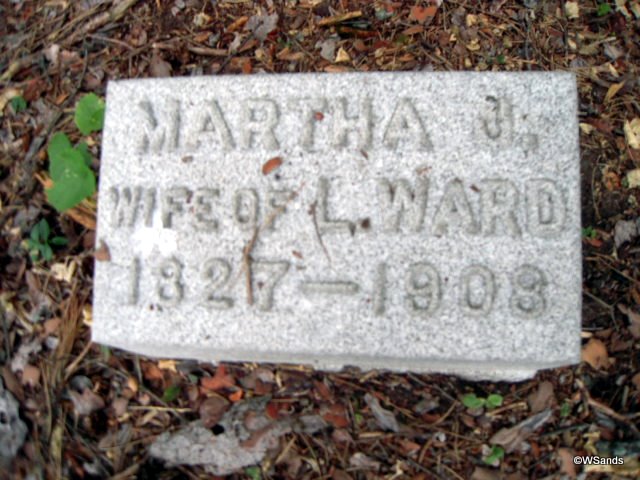 MARTHA J.
WIFE OF L. WARD
1827–1908
©WSands